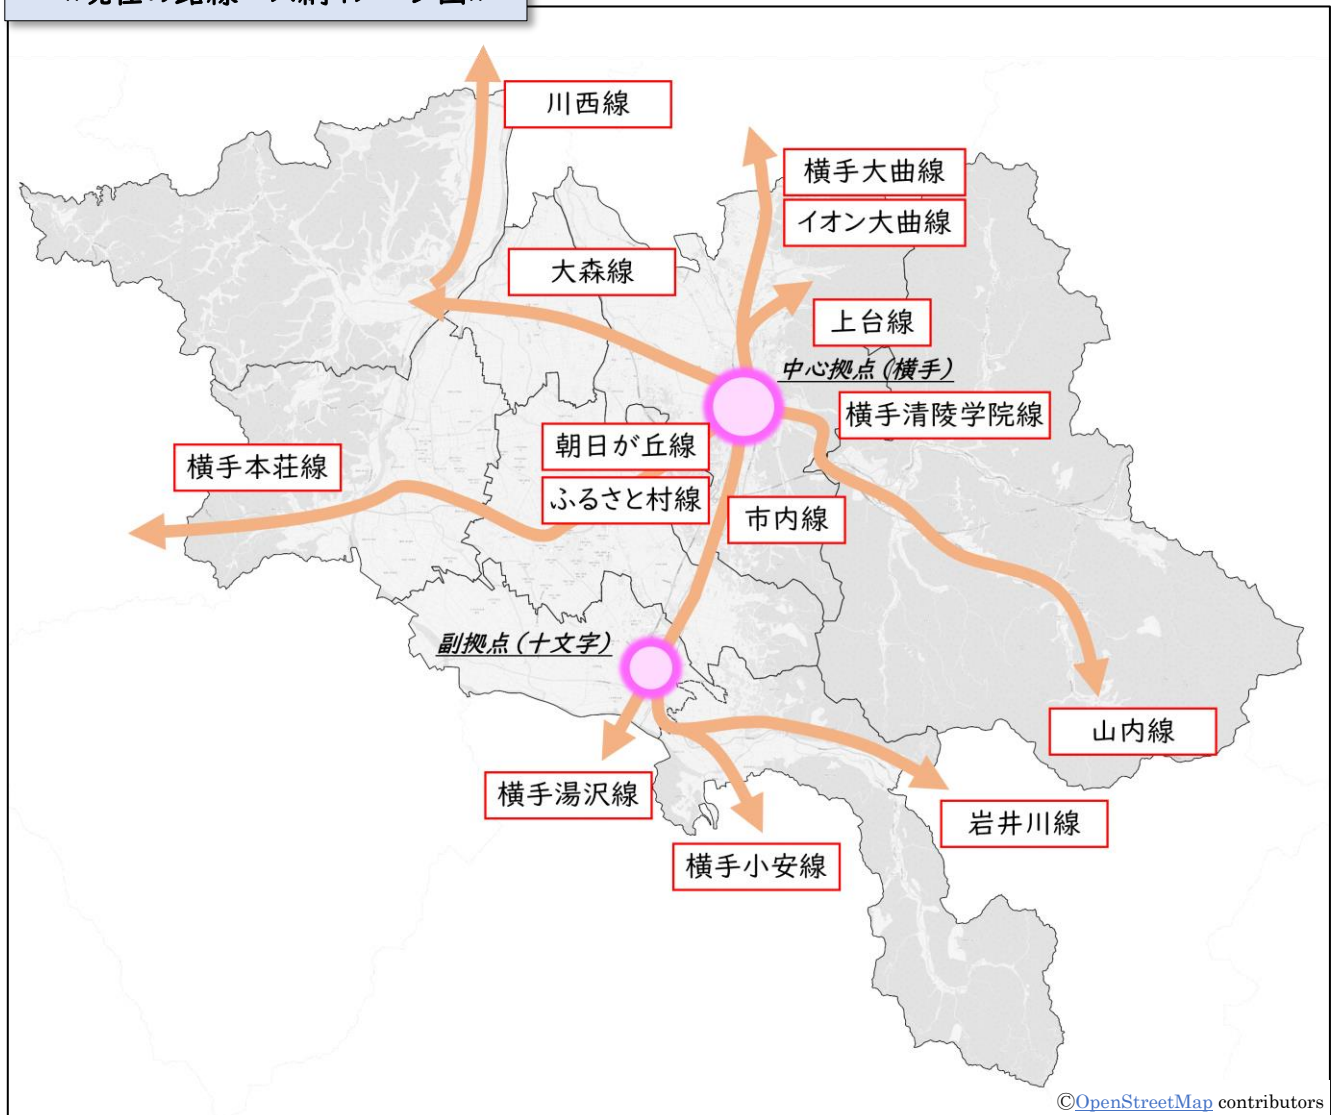 川西線
横手大曲線
イオン大曲線
大森線
上台線
中心拠点(横手)
横手清陵学院線
朝日が丘線
横手本荘線
ふるさと村線
市内線
副拠点(十文字)
山内線
横手湯沢線
岩井川線
横手小安線
©OpenStreetMap contributors